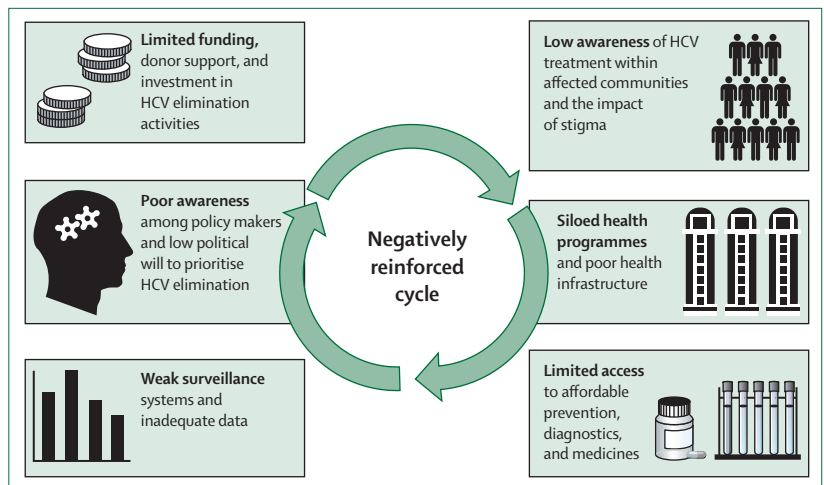 Limited funding,
donor support, and
investment in
HCV elimination
activities
Low awareness of HCV
treatment within
affected communities
and the impact
of stigma
Poor awareness
among policy makers
and low political
will to prioritise
HCV elimination
Negatively
reinforced
cycle
Siloed health
programmes
and poor health
infrastructure
Weak surveillance
systems and
inadequate data
Limited access
to affordable
prevention,
diagnostics,
and medicines